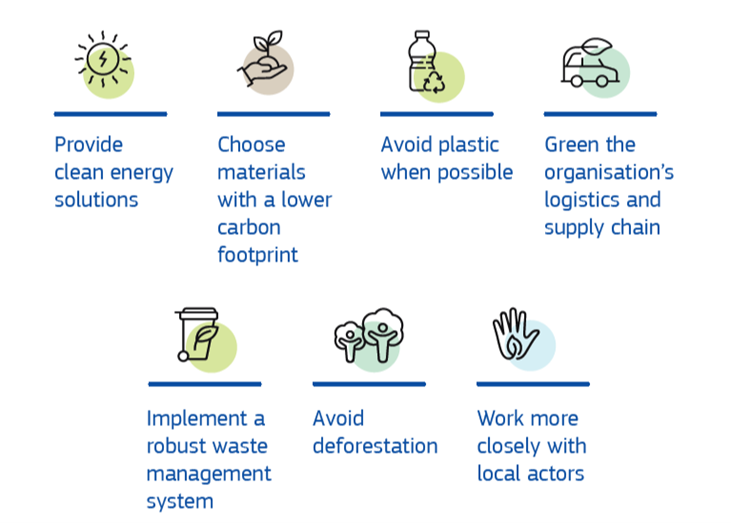 Provide
clean energy
solutions
Choose
materials
with a lower
carbon
footprint
Avoid plastic
when possible
Green the
organisation's
logistics and
supply chain
Implement a
robust waste
management
system
Avoid
deforestation
Work more
closely with
local actors